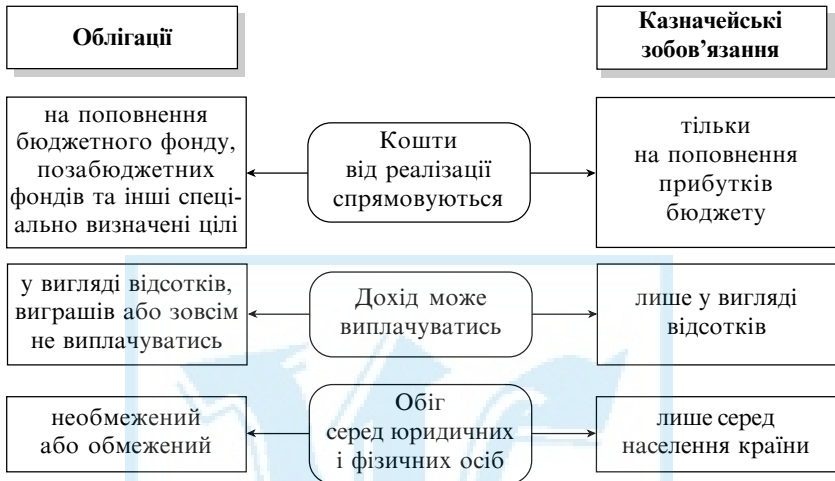 Облігації
Казначейські
зобов’язання
на поповнення
бюджетного фонду,
позабюджетних
фондів та інші спеці-
ально визначені цілі
Кошти
від реалізації
спрямовуються
тільки
на поповнення
прибутків
бюджету
у вигляді відсотків,
виграшів або зовсім
не виплачуватись
Дохід може
виплачуватись
лише у вигляді
відсотків
необмежений
або обмежений
Обіг
серед юридичних
і фізичних осіб
лише серед
населення країни